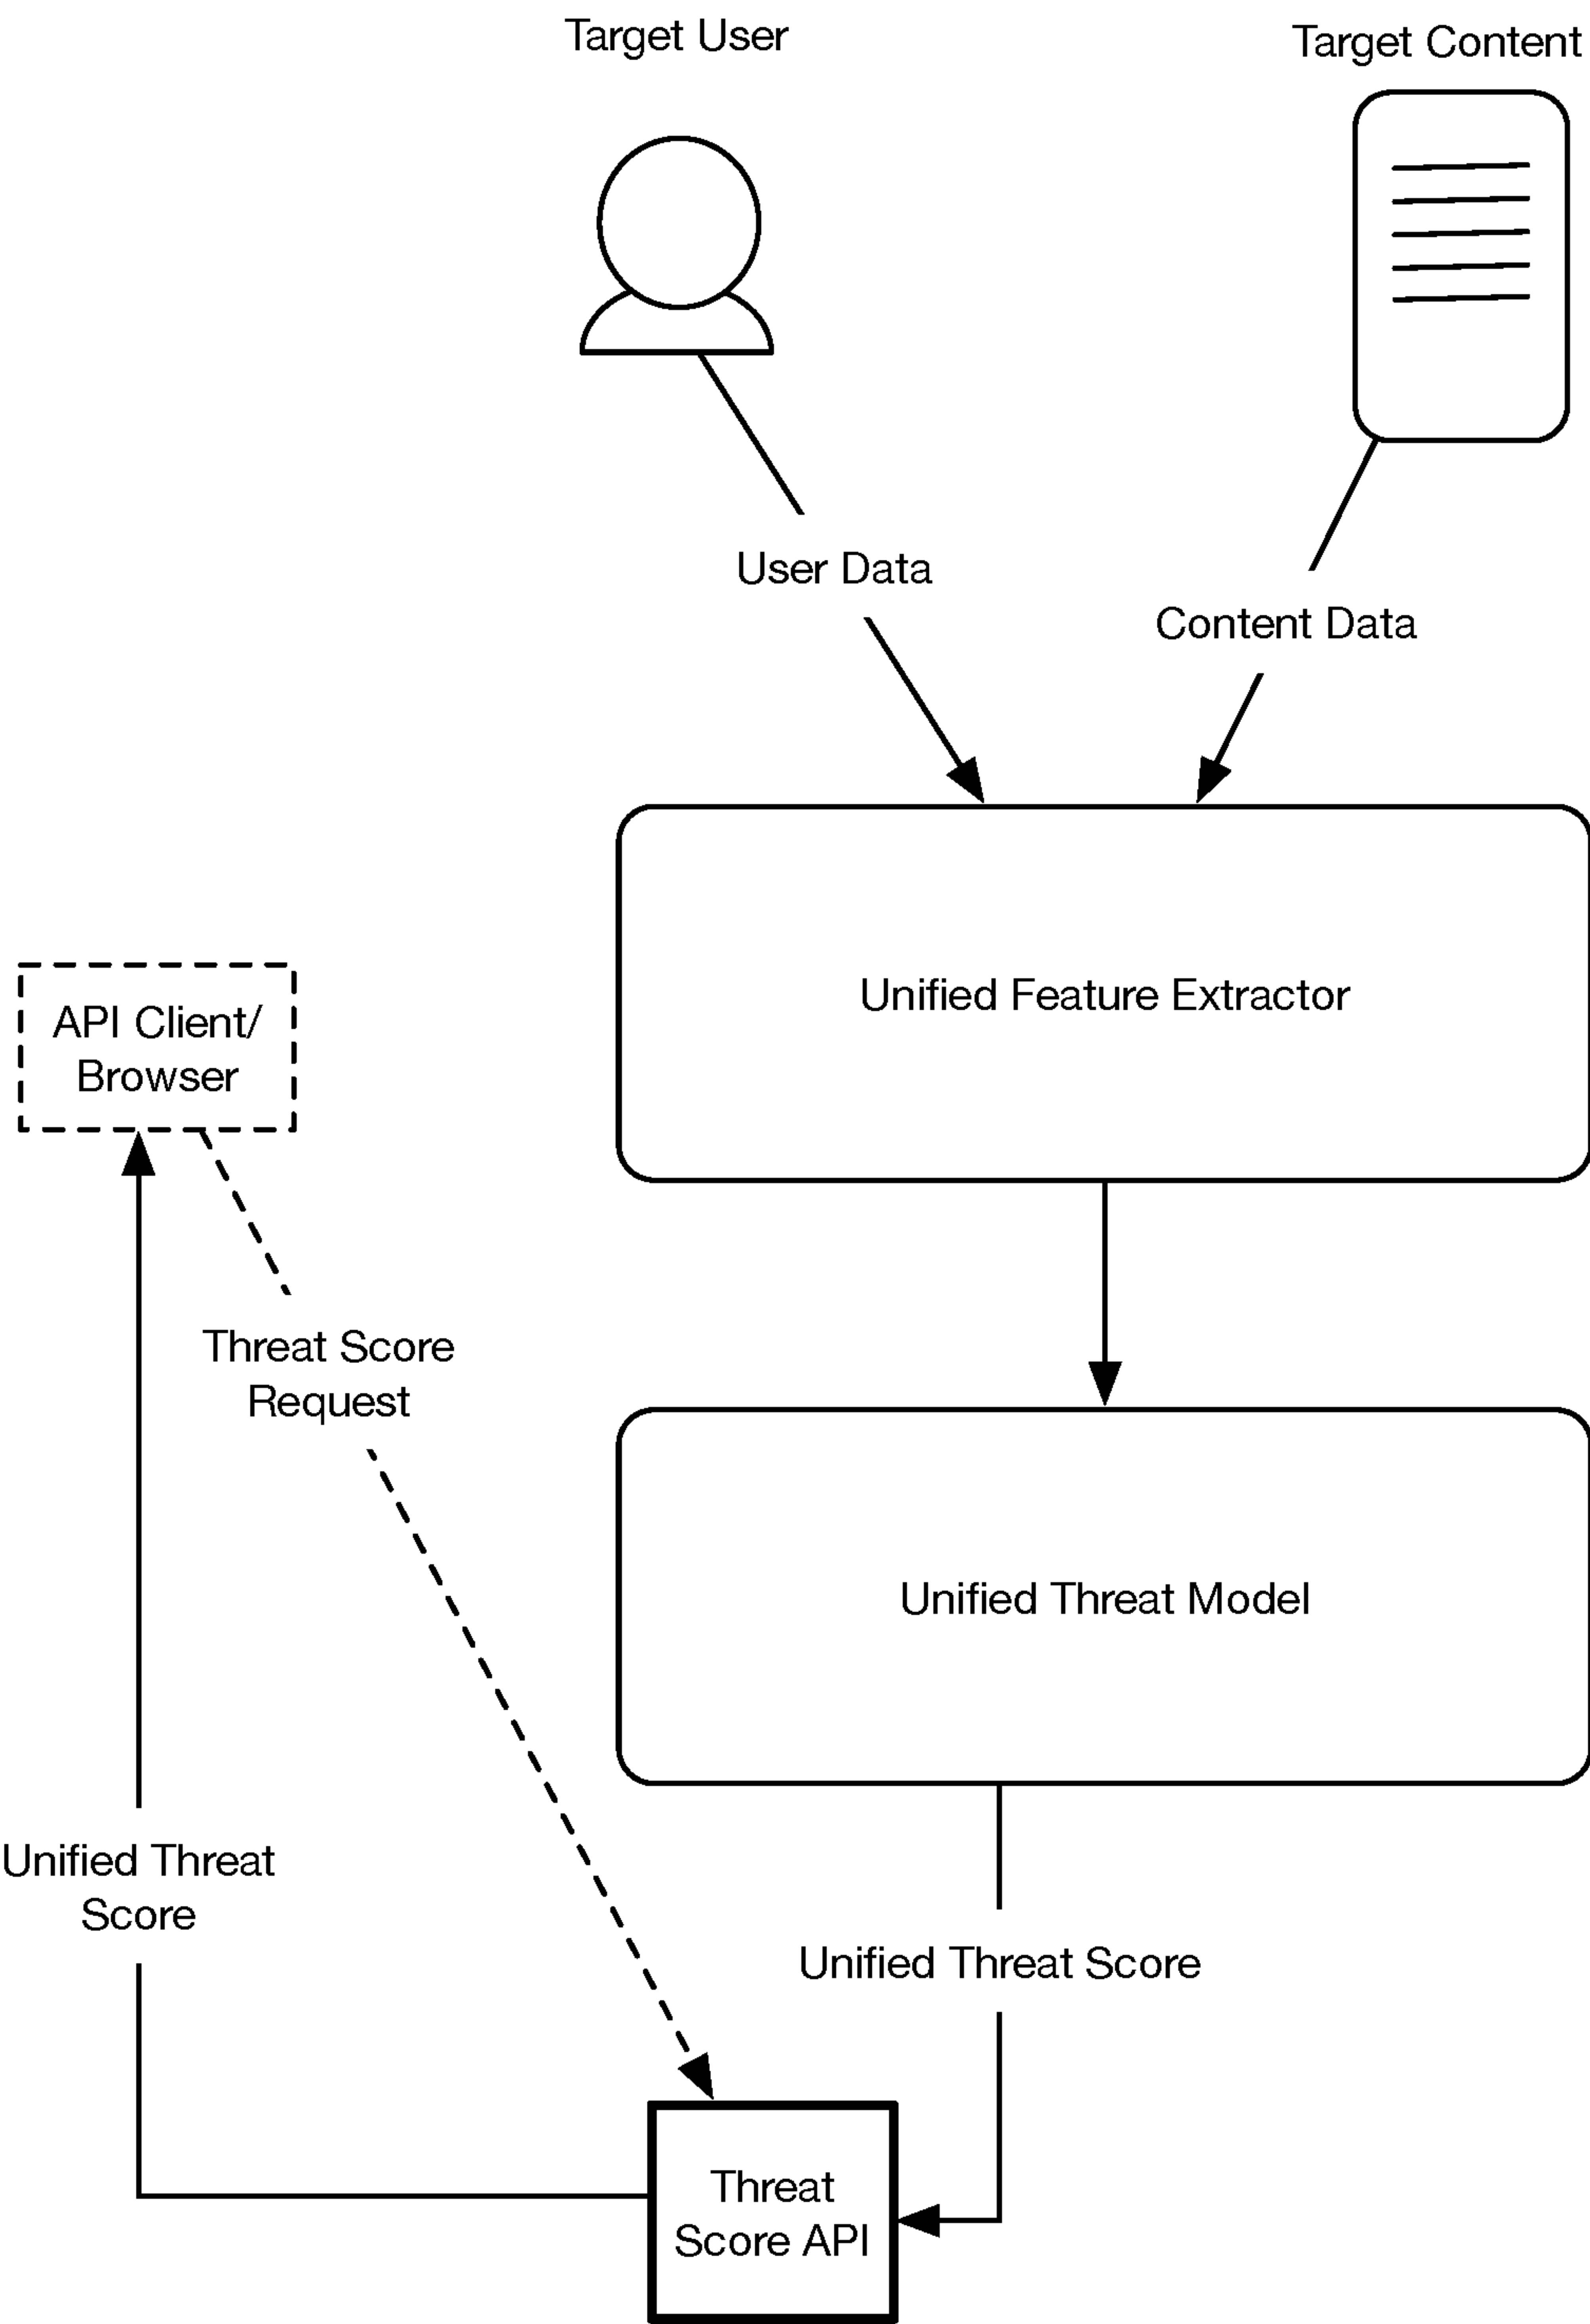 Target User
Target Content
User Data
Content Data
Unified Feature Extractor
API Client/
Browser
Threat Score
Request
Unified Threat Model
Unified Threat
Score
Unified Threat Score
Threat
Score API